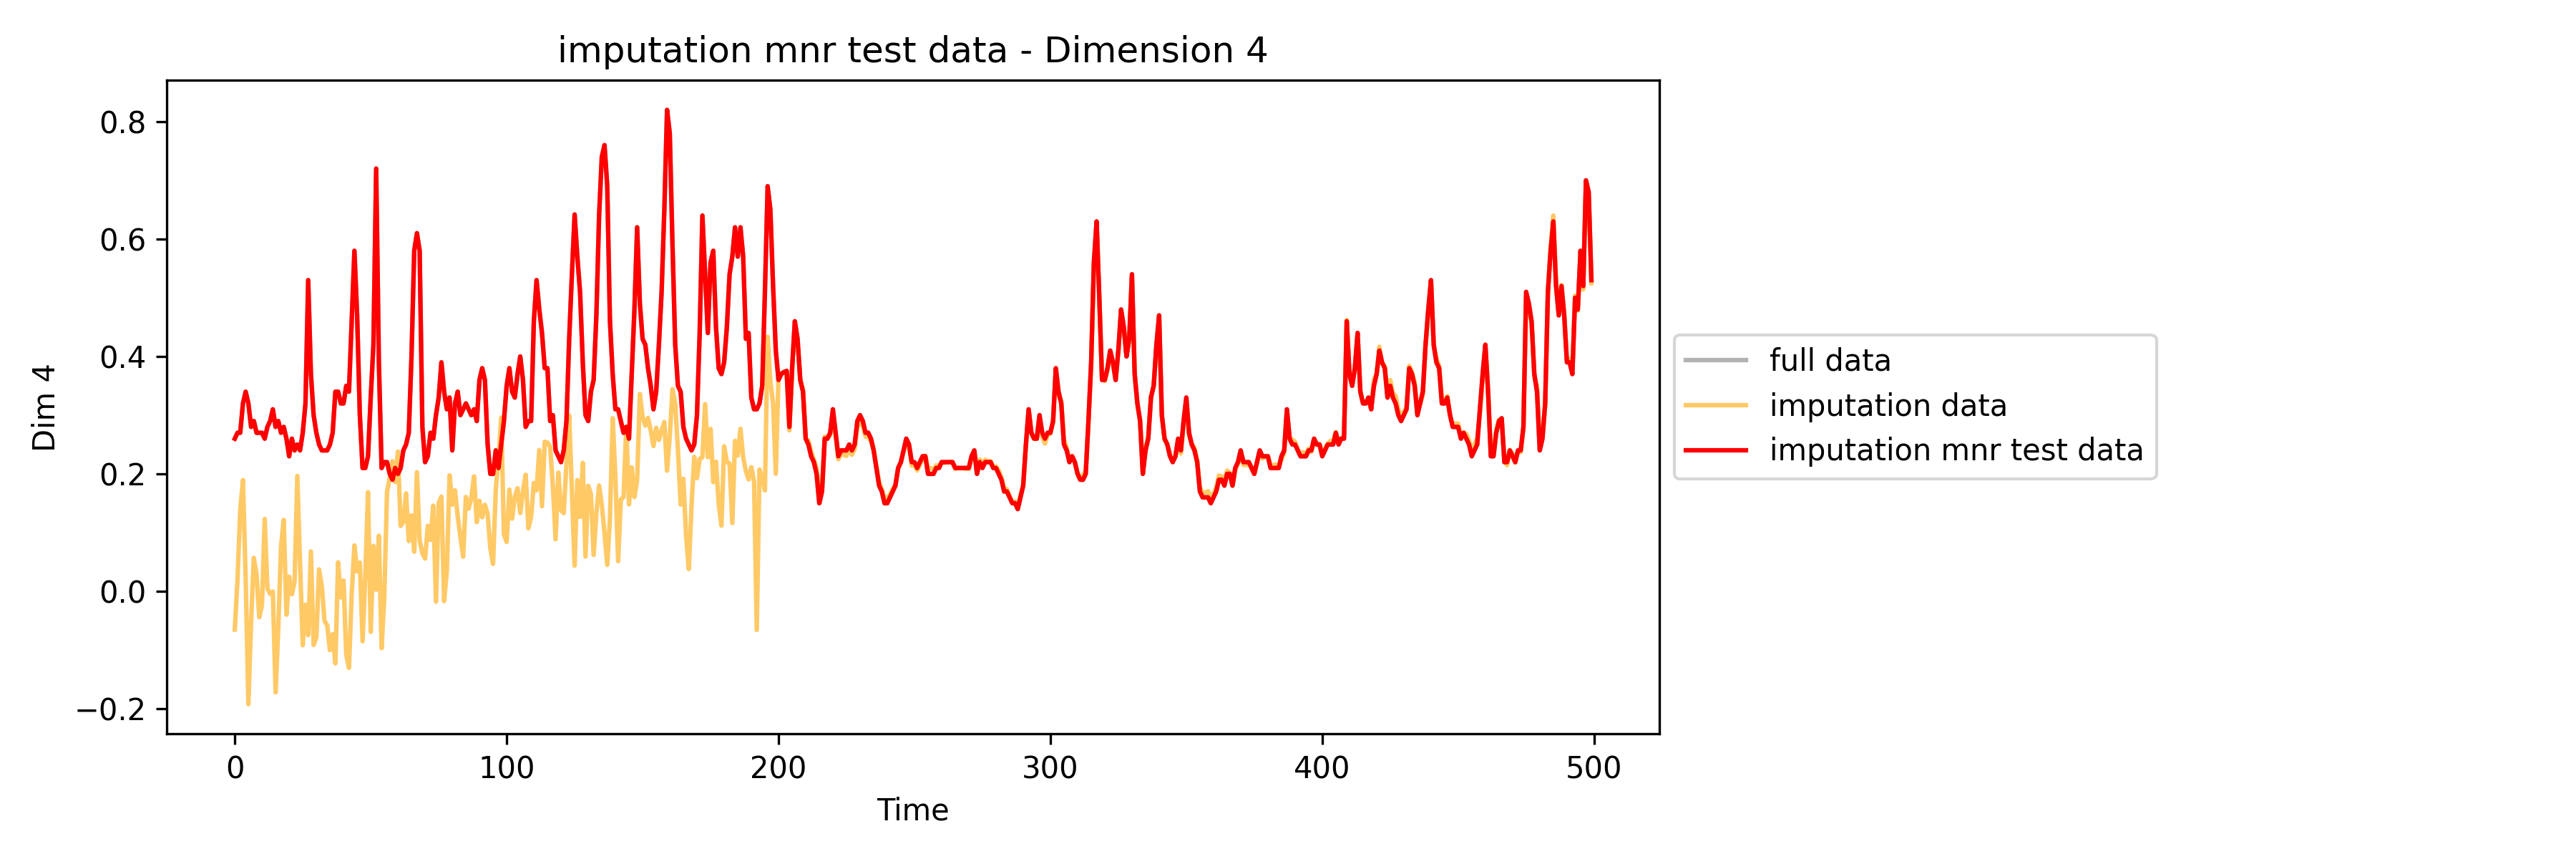 imputation mnr test data - Dimension 4
0.8
0.6
0.4
0.2
0.0
−0.2
Dim 4
0 100 200 300 400 500
Time
full data
imputation data
imputation mnr test data